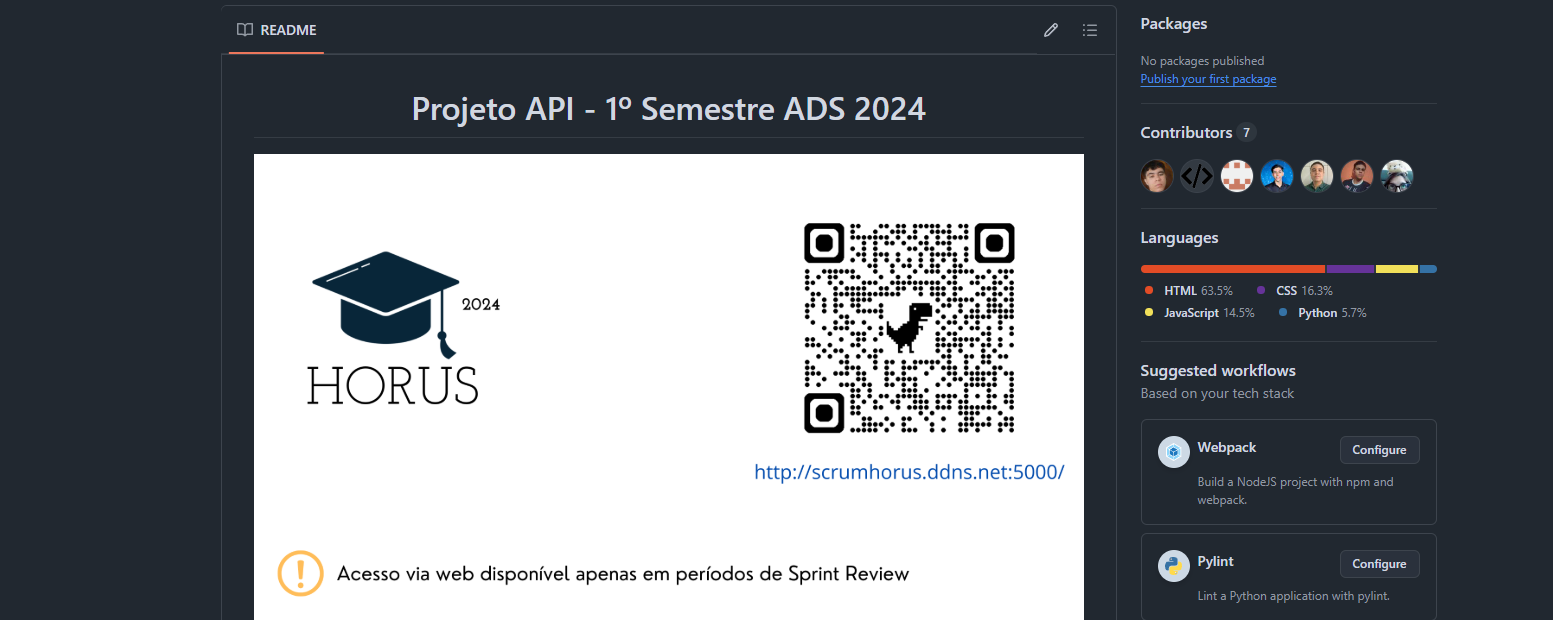 README
Projeto API - 1º Semestre ADS 2024
2024
HORUS
http://scrumhorus.ddns.net:5000/
Acesso via web disponível apenas em períodos de Sprint Review
Packages
No packages published
Publish your first package
Contributors 7
Languages
HTML 63.5% CSS 16.3%
JavaScript 14.5% Python 5.7%
Suggested workflows
Based on your tech stack
Webpack Configure
Build a NodeJS project with npm and
webpack.
Pylint Configure
Lint a Python application with pylint.